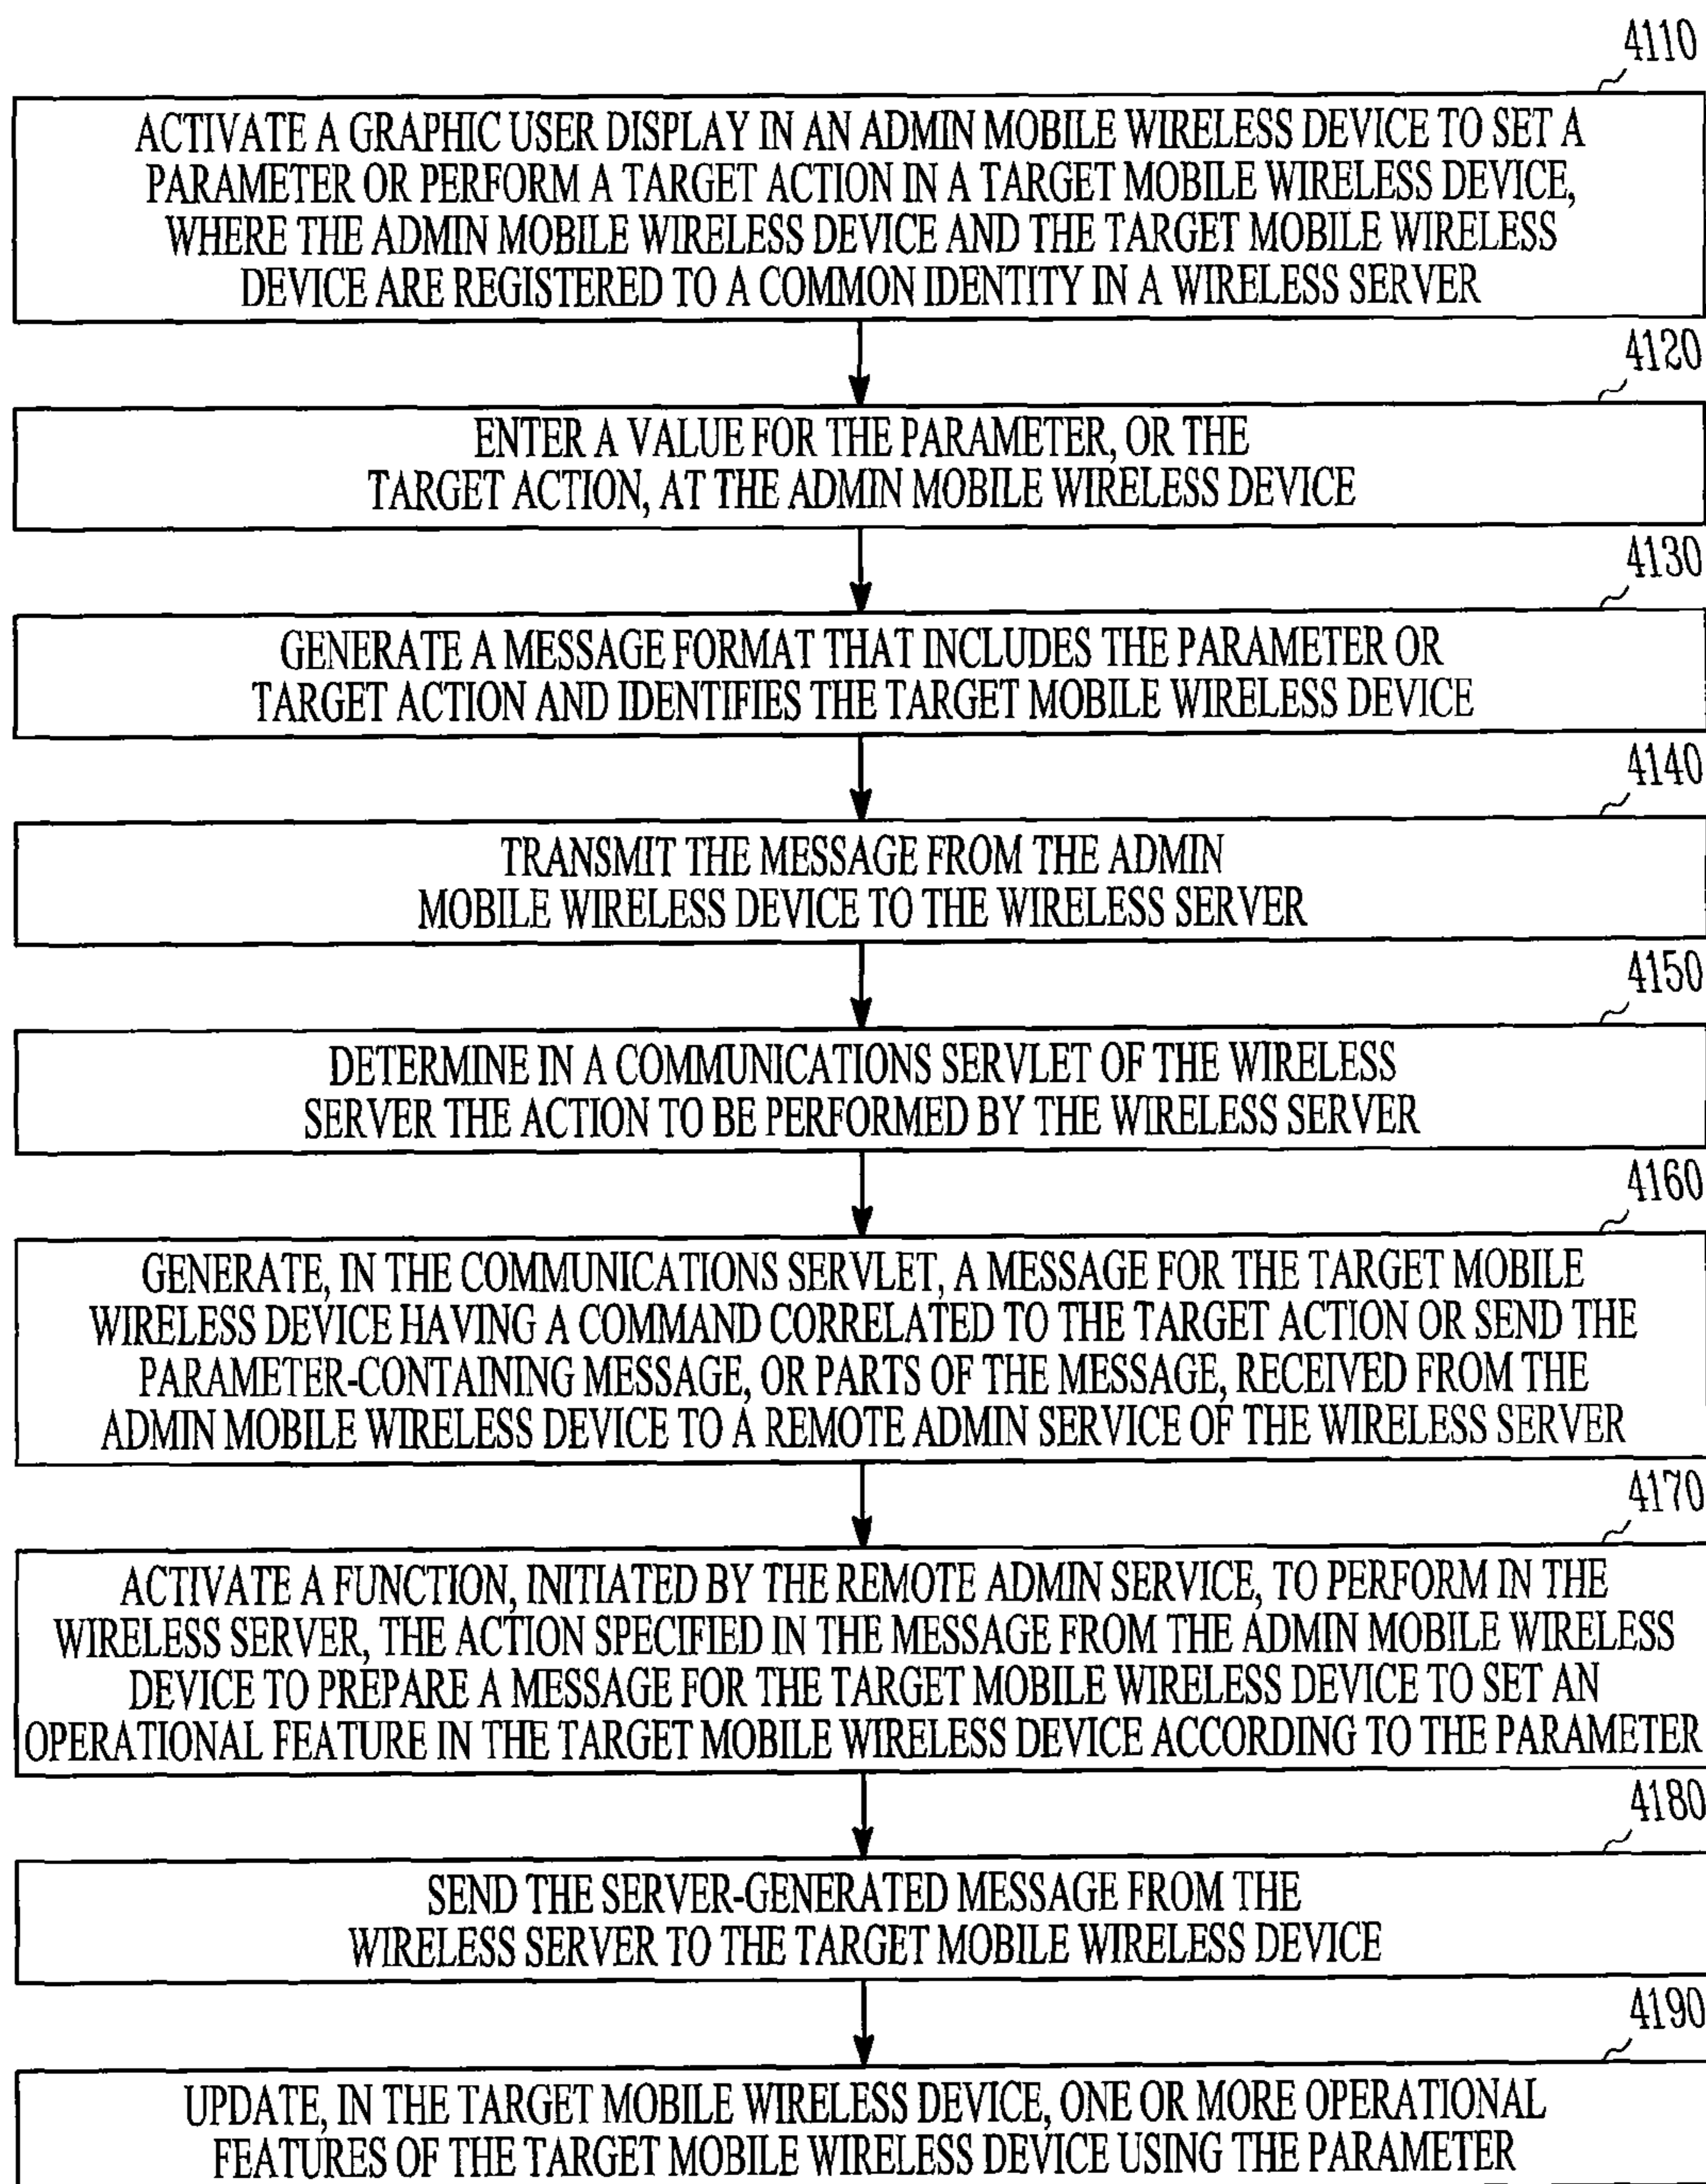 4110
ACTIVATE A GRAPHIC USER DISPLAY IN AN ADMIN MOBILE WIRELESS DEVICE TO SET A
PARAMETER OR PERFORM A TARGET ACTION IN A TARGET MOBILE WIRELESS DEVICE,
WHERE THE ADMIN MOBILE WIRELESS DEVICE AND THE TARGET MOBILE WIRELESS
DEVICE ARE REGISTERED TO A COMMON IDENTITY IN A WIRELESS SERVER
4120
ENTER A VALUE FOR THE PARAMETER, OR THE
TARGET ACTION, AT THE ADMIN MOBILE WIRELESS DEVICE
4130
GENERATE A MESSAGE FORMAT THAT INCLUDES THE PARAMETER OR
TARGET ACTION AND IDENTIFIES THE TARGET MOBILE WIRELESS DEVICE
4140
TRANSMIT THE MESSAGE FROM THE ADMIN
MOBILE WIRELESS DEVICE TO THE WIRELESS SERVER
4150
DETERMINE IN A COMMUNICATIONS SERVLET OF THE WIRELESS
SERVER THE ACTION TO BE PERFORMED BY THE WIRELESS SERVER
4160
GENERATE, IN THE COMMUNICATIONS SERVLET, A MESSAGE FOR THE TARGET MOBILE
WIRELESS DEVICE HAVING A COMMAND CORRELATED TO THE TARGET ACTION OR SEND THE
PARAMETER-CONTAINING MESSAGE, OR PARTS OF THE MESSAGE, RECEIVED FROM THE
ADMIN MOBILE WIRELESS DEVICE TO A REMOTE ADMIN SERVICE OF THE WIRELESS SERVER
4170
ACTIVATE A FUNCTION, INITIATED BY THE REMOTE ADMIN SERVICE, TO PERFORM IN THE
WIRELESS SERVER, THE ACTION SPECIFIED IN THE MESSAGE FROM THE ADMIN MOBILE WIRELESS
DEVICE TO PREPARE A MESSAGE FOR THE TARGET MOBILE WIRELESS DEVICE TO SET AN
OPERATIONAL FEATURE IN THE TARGET MOBILE WIRELESS DEVICE ACCORDING TO THE PARAMETER
4180
SEND THE SERVER-GENERATED MESSAGE FROM THE
WIRELESS SERVER TO THE TARGET MOBILE WIRELESS DEVICE
4190
UPDATE, IN THE TARGET MOBILE WIRELESS DEVICE, ONE OR MORE OPERATIONAL
FEATURES OF THE TARGET MOBILE WIRELESS DEVICE USING THE PARAMETER